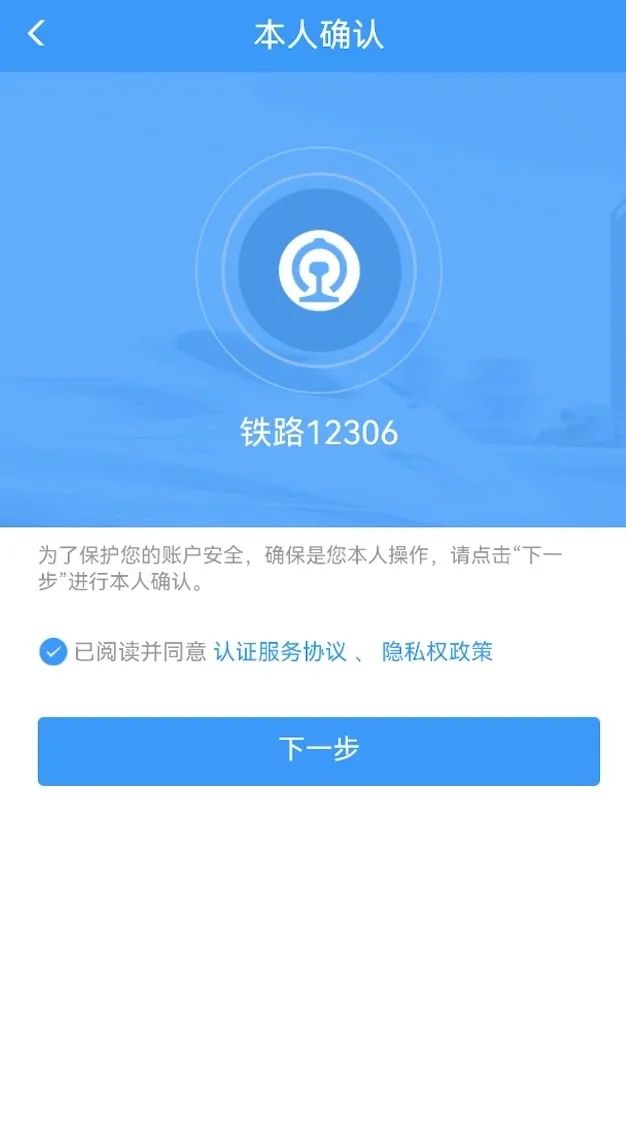 本人确认
铁路12306
为了保护您的账户安全，确保是您本人操作，请点击“下一
步”进行本人确认。
已阅读并同意 认证服务协议 、 隐私权政策
下一步